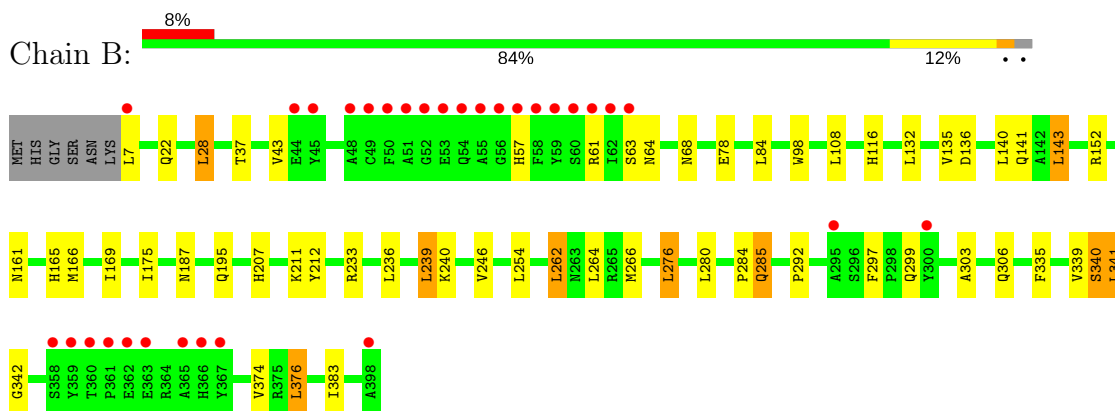 8%
Chain B:
84% 12% • •
MET HIS GLY SER ASN LYS L7 Q22 L28 T37 V43 E44 Y45 A48 C49 F50 A51 G52 E53 Q54 A55 G56 H57 F58 Y59 S60 R61 I62 S63 N64 N68 E78 L84 W98 L108 H116 L132 V135 D136 L140 Q141 A142 L143 R152
N161 H165 M166 I169 I175 N187 Q195 H207 K211 Y212 R233 L236 L239 K240 V246 L254 L262 N263 L264 R265 M266 L276 L280 P284 Q285 P292 A295 S296 F297 P298 Q299 Y300 A303 Q306 F335 V339 S340 L341
G342 S358 Y359 T360 P361 E362 E363 R364 A365 H366 Y367 V374 R375 L376 I383 A398